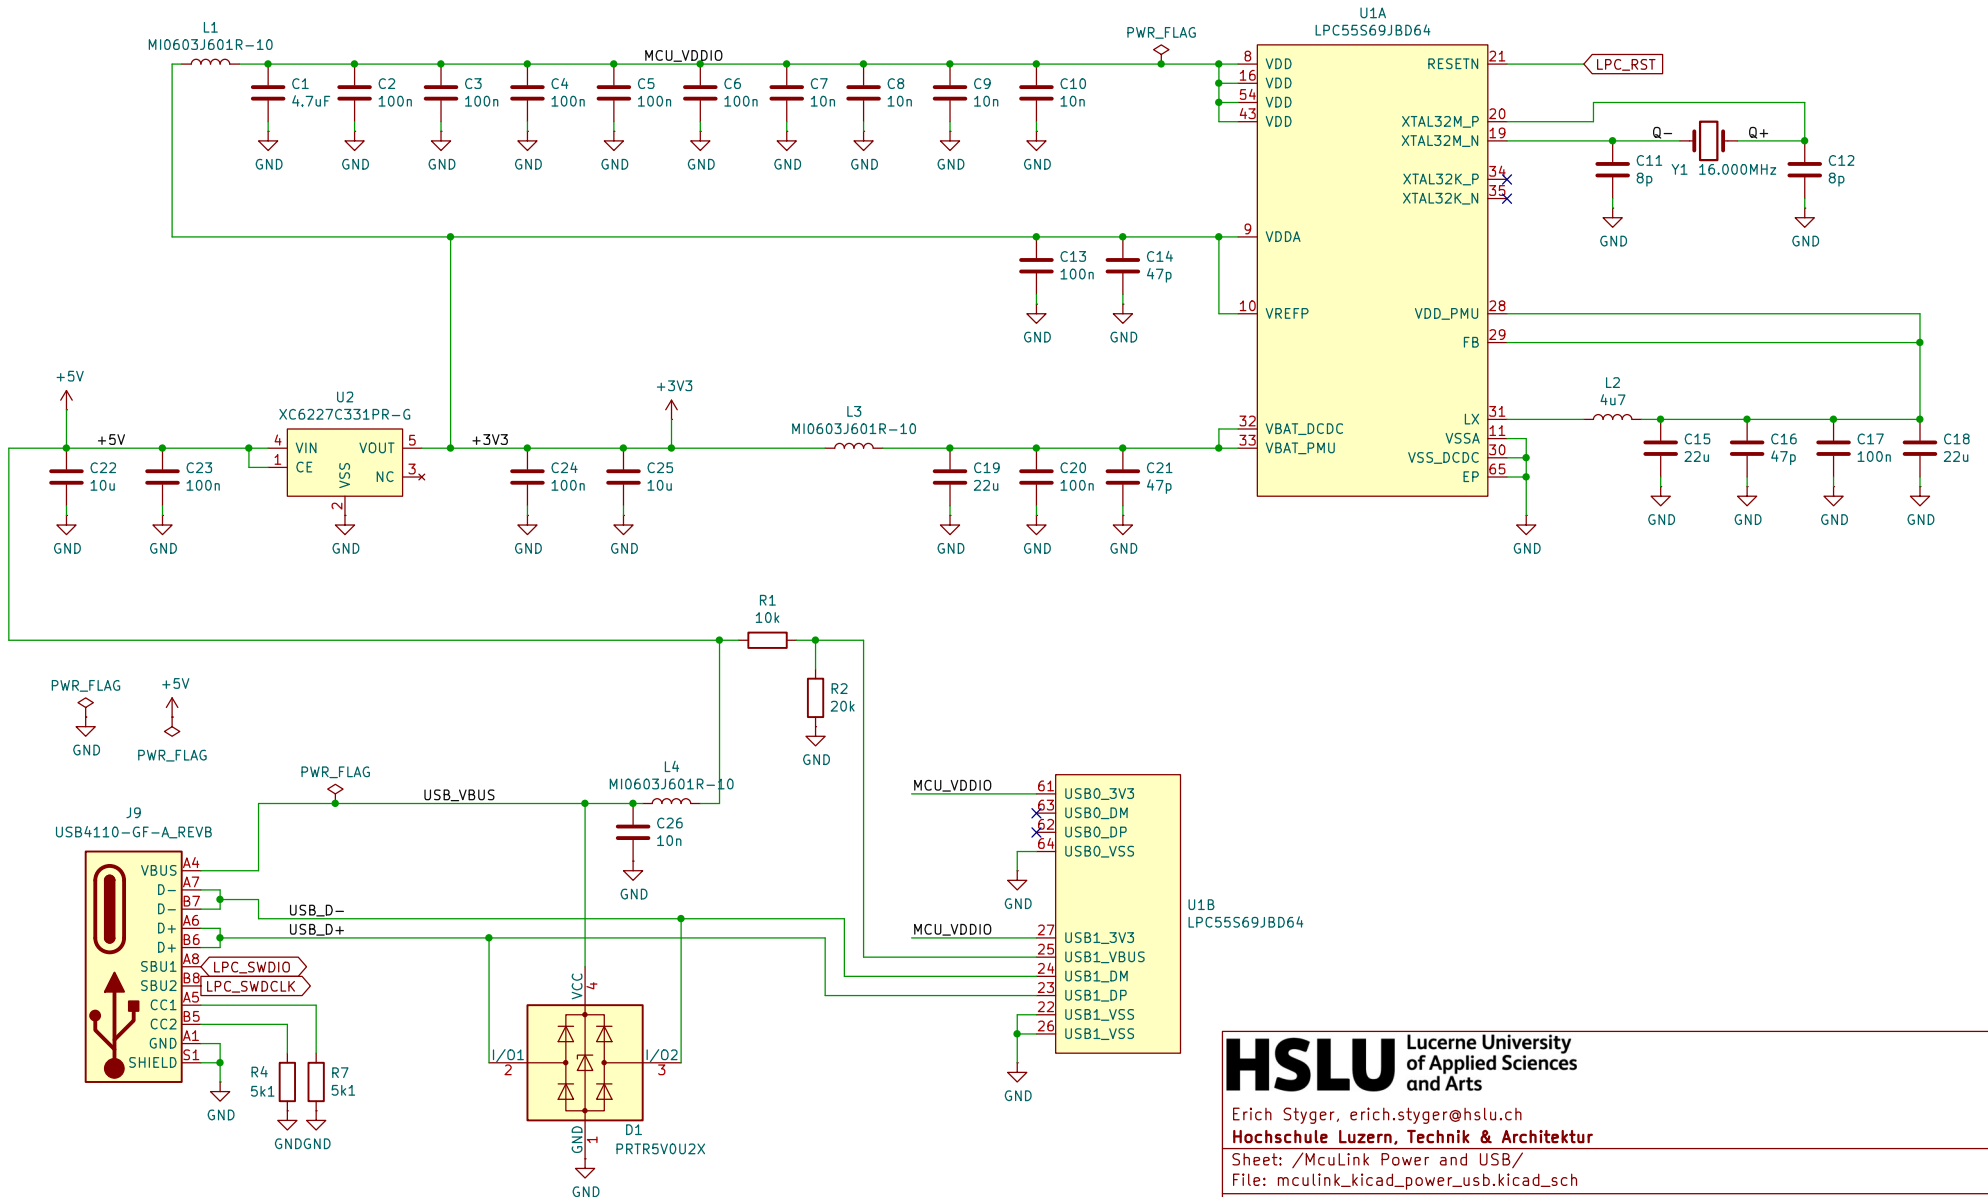 L1
MI0603J601R-10
MCU_VDDIO
PWR_FLAG
U1A
LPC55S69JBD64
C1
4.7uF
C2
100n
C3
100n
C4
100n
C5
100n
C6
100n
C7
10n
C8
10n
C9
10n
C10
10n
GND
GND
GND
GND
GND
GND
GND
GND
GND
GND
8 VDD
16 VDD
54 VDD
43 VDD
9 VDDA
10 VREFP
32 VBAT_DCDC
33 VBAT_PMU
RESETN 21
LPC_RST
XTAL32M_P 20
XTAL32M_N 19
XTAL32K_P 34
XTAL32K_N 35
VDD_PMU 28
FB 29
LX 31
VSSA 11
VSS_DCDC 30
EP 65
GND
Q-
Q+
Y1 16.000MHz
C11
8p
C12
8p
GND
GND
C13
100n
C14
47p
GND
GND
L2
4u7
C15
22u
C16
47p
C17
100n
C18
22u
GND
GND
GND
GND
+5V
+5V
C22
10u
C23
100n
GND
GND
U2
XC6227C331PR-G
4 VIN
1 CE
VOUT 5
NC 3
VSS
2
GND
+3V3
C24
100n
C25
10u
GND
GND
+3V3
L3
MI0603J601R-10
C19
22u
C20
100n
C21
47p
GND
GND
GND
R1
10k
R2
20k
GND
PWR_FLAG
GND
+5V
PWR_FLAG
PWR_FLAG
USB_VBUS
L4
MI0603J601R-10
C26
10n
GND
J9
USB4110-GF-A_REVB
VBUS A4
D- A7
D- B7
D+ A6
D+ B6
SBU1 A8
SBU2 B8
CC1 A5
CC2 B5
GND A1
SHIELD S1
USB_D-
USB_D+
LPC_SWDIO
LPC_SWDCLK
GND
R4
5k1
R7
5k1
GND
GND
VCC
4
I/O1
2
I/O2
3
GND
1
D1
PRTR5V0U2X
GND
MCU_VDDIO
61 USB0_3V3
63 USB0_DM
62 USB0_DP
64 USB0_VSS
GND
MCU_VDDIO
27 USB1_3V3
25 USB1_VBUS
24 USB1_DM
23 USB1_DP
22 USB1_VSS
26 USB1_VSS
GND
U1B
LPC55S69JBD64
HSLU
Lucerne University
of Applied Sciences
and Arts
Erich Styger, erich.styger@hslu.ch
Hochschule Luzern, Technik & Architektur
Sheet: /McuLink Power and USB/
File: mculink_kicad_power_usb.kicad_sch